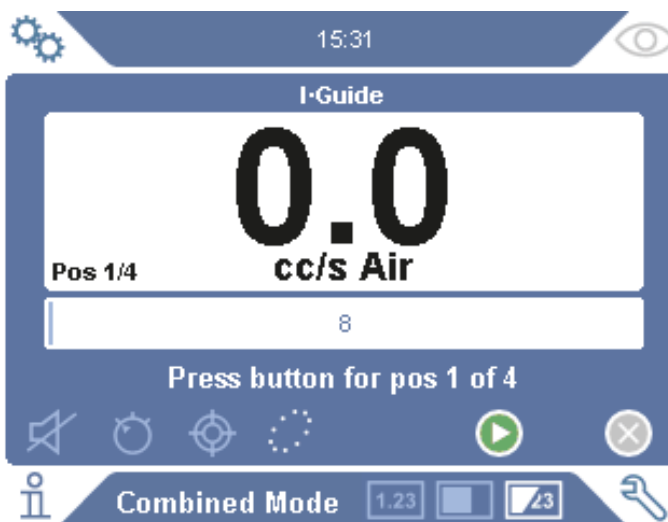 15:31
I·Guide
0.0
cc/s Air
Pos 1/4
8
Press button for pos 1 of 4
Combined Mode
1.23
23